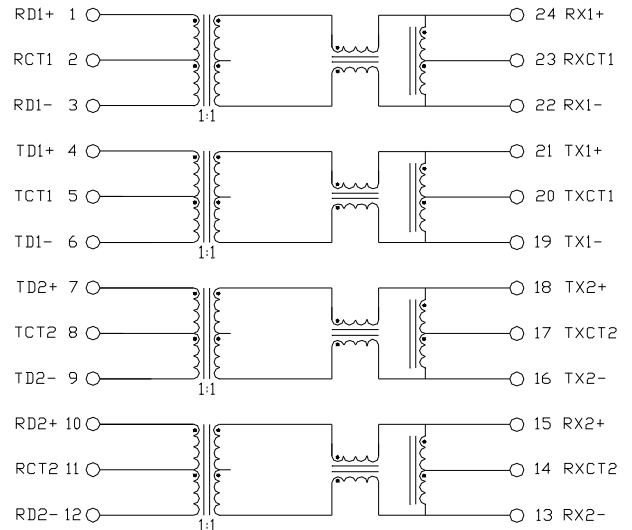 RD1+ 1 24 RX1+
RCT1 2 23 RXCT1
RD1- 3 22 RX1-
1:1
TD1+ 4 21 TX1+
TCT1 5 20 TXCT1
TD1- 6 19 TX1-
1:1
TD2+ 7 18 TX2+
TCT2 8 17 TXCT2
TD2- 9 16 TX2-
1:1
RD2+ 10 15 RX2+
RCT2 11 14 RXCT2
RD2- 12 13 RX2-
1:1